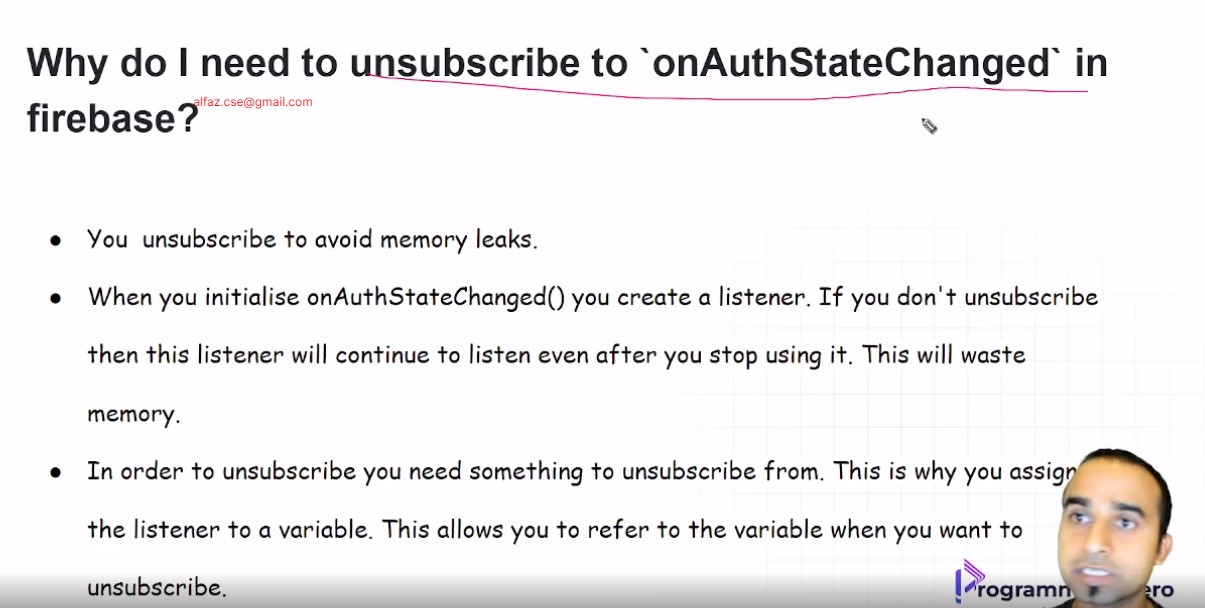 Why do I need to unsubscribe to `onAuthStateChanged` in
alfaz.cse@gmail.com
firebase?
● You unsubscribe to avoid memory leaks.
● When you initialise onAuthStateChanged() you create a listener. If you don't unsubscribe
then this listener will continue to listen even after you stop using it. This will waste
memory.
● In order to unsubscribe you need something to unsubscribe from. This is why you assign
the listener to a variable. This allows you to refer to the variable when you want to
unsubscribe.